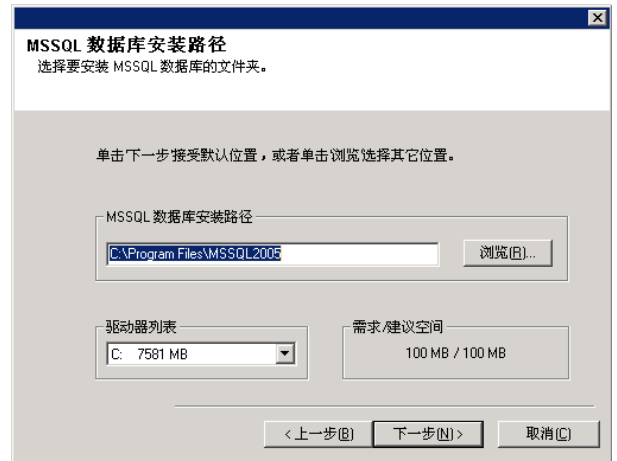 MSSQL 数据库安装路径
选择要安装 MSSQL 数据库的文件夹。
单击'下一步'接受默认位置，或者单击'浏览'选择其它位置。
MSSQL 数据库安装路径
C:\Program Files\MSSQL2005
浏览(R)...
驱动器列表
需求/建议空间
C: 7581 MB
100 MB / 100 MB
<上一步(B) 下一步(N)> 取消(C)